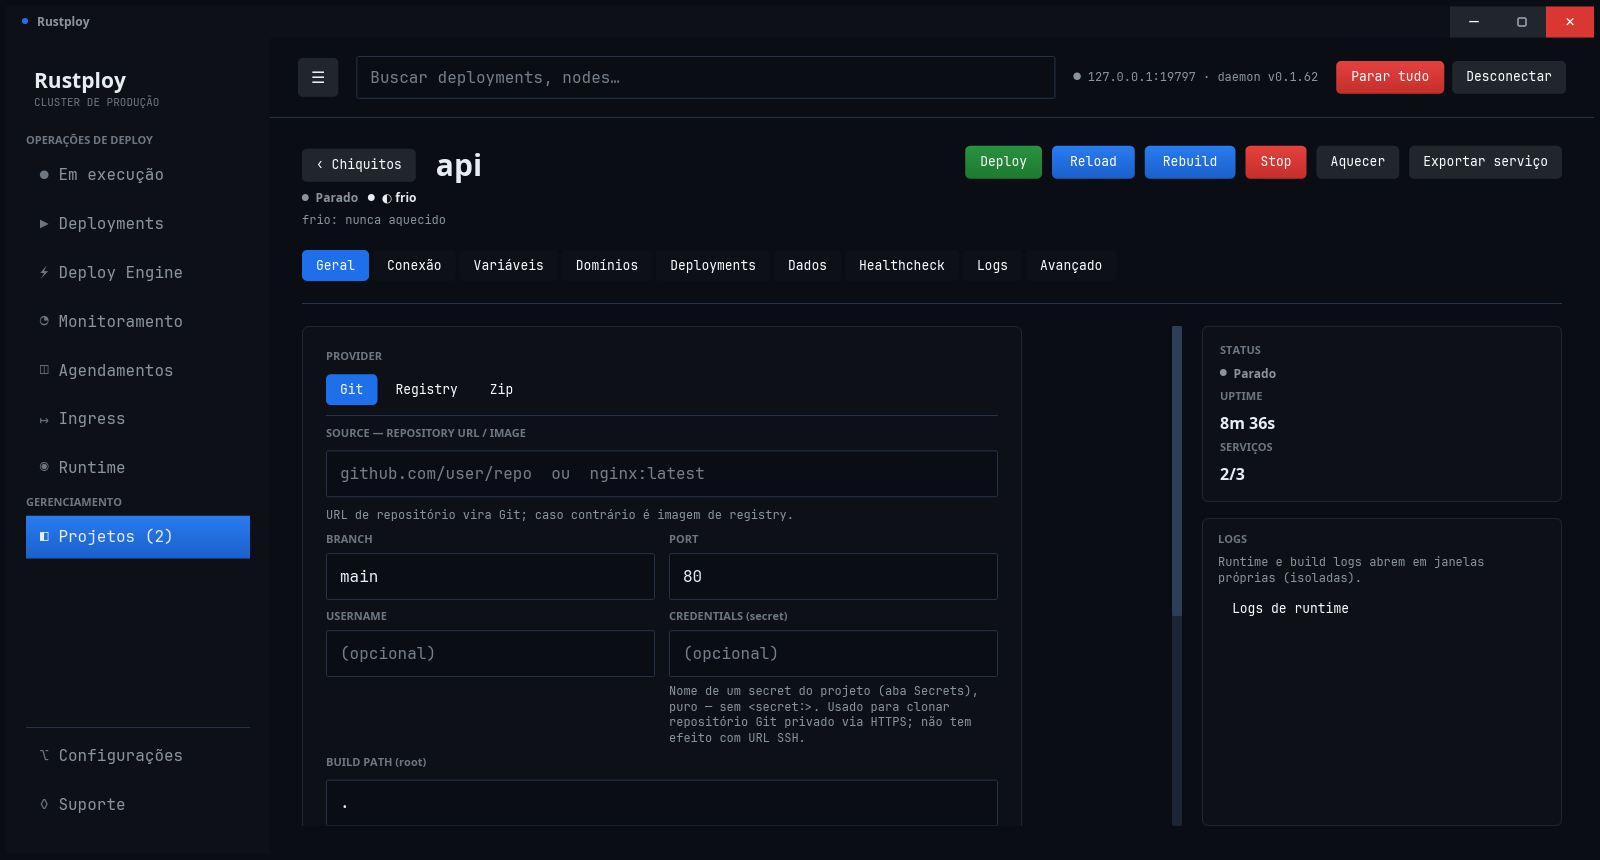 Rustploy
Rustploy
CLUSTER DE PRODUÇÃO
OPERAÇÕES DE DEPLOY
Em execução
Deployments
Deploy Engine
Monitoramento
Agendamentos
Ingress
Runtime
GERENCIAMENTO
Projetos (2)
Configurações
Suporte
Buscar deployments, nodes…
127.0.0.1:19797 · daemon v0.1.62
Parar tudo
Desconectar
‹ Chiquitos
api
Deploy
Reload
Rebuild
Stop
Aquecer
Exportar serviço
Parado
frio
frio: nunca aquecido
Geral
Conexão
Variáveis
Domínios
Deployments
Dados
Healthcheck
Logs
Avançado
PROVIDER
Git
Registry
Zip
SOURCE — REPOSITORY URL / IMAGE
github.com/user/repo ou nginx:latest
URL de repositório vira Git; caso contrário é imagem de registry.
BRANCH
PORT
main
80
USERNAME
CREDENTIALS (secret)
(opcional)
(opcional)
Nome de um secret do projeto (aba Secrets),
puro — sem <secret:>. Usado para clonar
repositório Git privado via HTTPS; não tem
efeito com URL SSH.
BUILD PATH (root)
.
STATUS
Parado
UPTIME
8m 36s
SERVIÇOS
2/3
LOGS
Runtime e build logs abrem em janelas
próprias (isoladas).
Logs de runtime